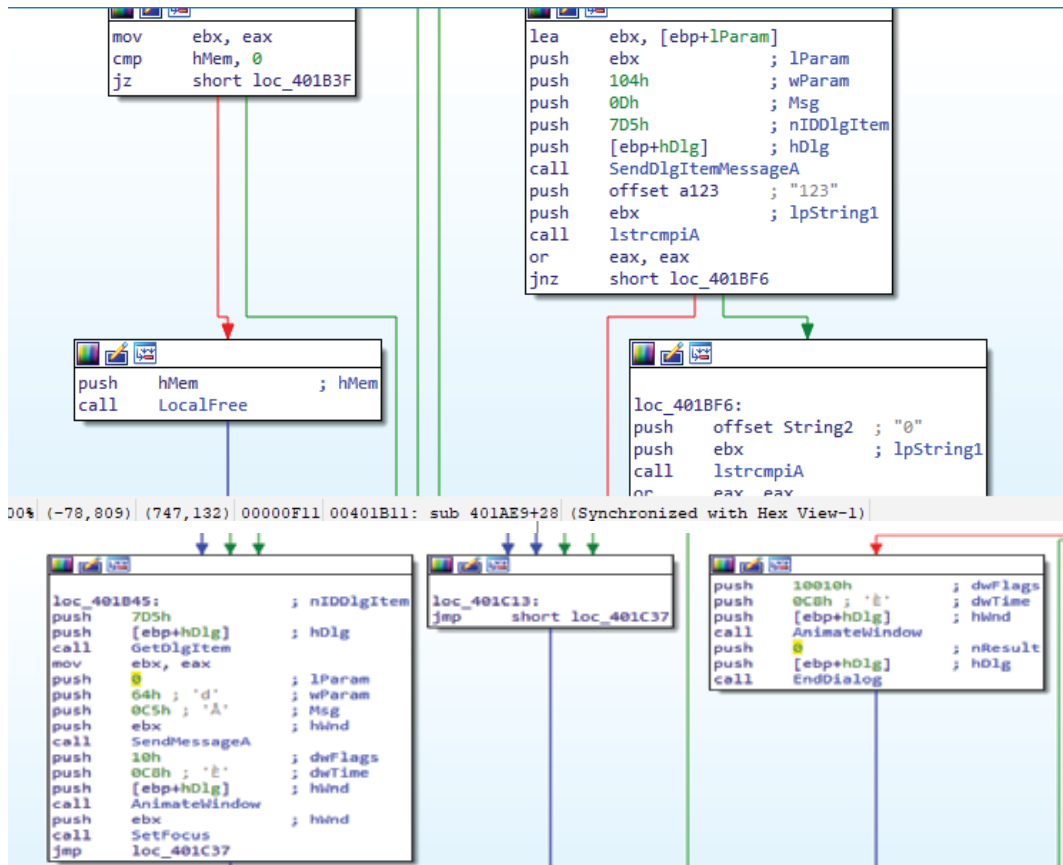 mov ebx, eax
cmp hMem, 0
jz short loc_401B3F
lea ebx, [ebp+lParam]
push ebx ; lParam
push 104h ; wParam
push 0Dh ; Msg
push 7D5h ; nIDDlgItem
push [ebp+hDlg] ; hDlg
call SendDlgItemMessageA
push offset a123 ; "123"
push ebx ; lpString1
call lstrcmpiA
or eax, eax
jnz short loc_401BF6
push hMem ; hMem
call LocalFree
loc_401BF6:
push offset String2 ; "0"
push ebx ; lpString1
call lstrcmpiA
or eax, eax
00% (-78,809) (747,132) 00000F11 00401B11: sub 401AE9+28 (Synchronized with Hex View-1)
loc_401B45: ; nIDDlgItem
push 7D5h
push [ebp+hDlg] ; hDlg
call GetDlgItem
mov ebx, eax
push 0 ; lParam
push 64h ; 'd' ; wParam
push 0C5h ; 'Å' ; Msg
push ebx ; hWnd
call SendMessageA
push 10h ; dwFlags
push 0C8h ; 'È' ; dwTime
push [ebp+hDlg] ; hWnd
call AnimateWindow
push ebx ; hWnd
call SetFocus
jmp loc_401C37
loc_401C13:
jmp short loc_401C37
push 10010h ; dwFlags
push 0C8h ; 'È' ; dwTime
push [ebp+hDlg] ; hWnd
call AnimateWindow
push 0 ; nResult
push [ebp+hDlg] ; hDlg
call EndDialog